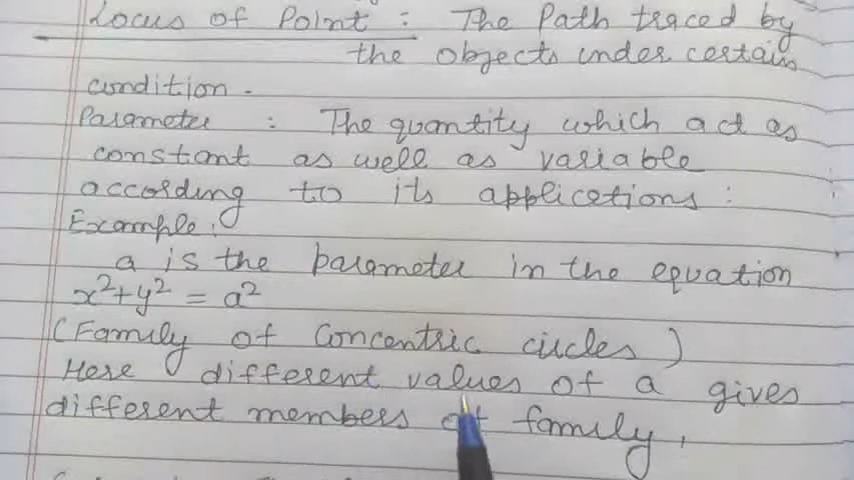 Locus of Point : The Path traced by
the objects under certain
condition.
Parameter : The quantity which act as
constant as well as variable
according to its applicetions :
Example:
a is the parameter in the equation
x²+y² = a²
(Family of Concentric circles)
Here different values of a gives
different members of family,